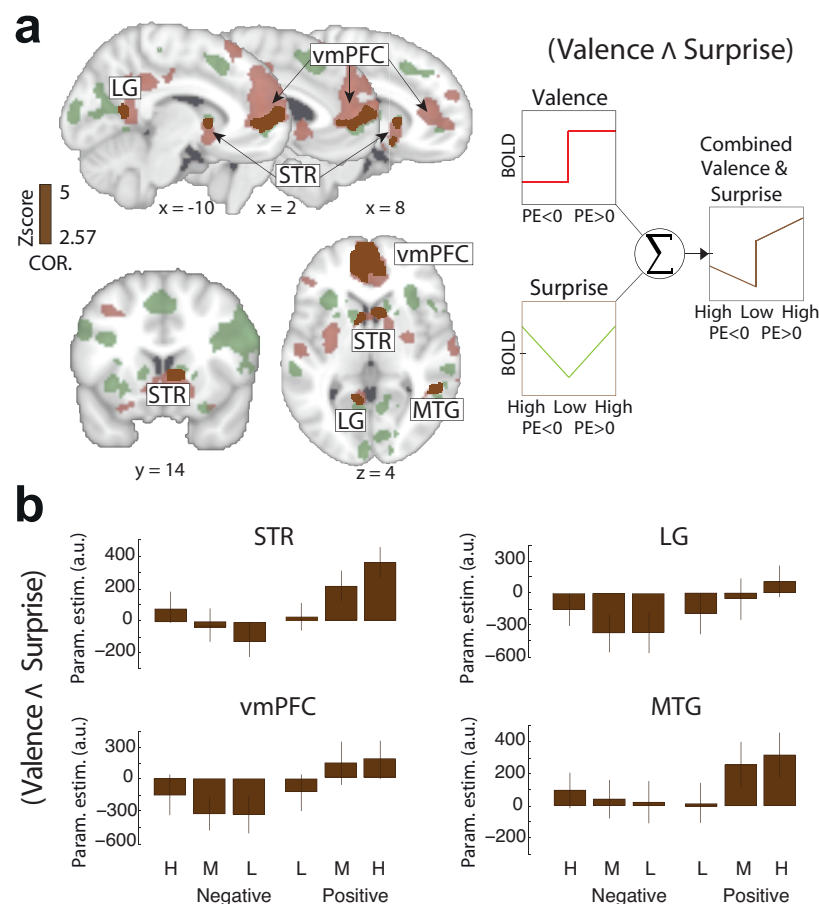 a
LG
vmPFC
STR
x = -10
x = 2
x = 8
Zscore
5
2.57
COR.
STR
y = 14
vmPFC
STR
LG
MTG
z = 4
(Valence ∧ Surprise)
Valence
BOLD
PE<0 PE>0
Surprise
BOLD
High Low High
PE<0 PE>0
Σ
Combined
Valence &
Surprise
High Low High
PE<0 PE>0
b
(Valence ∧ Surprise)
STR
Param. estim. (a.u.)
400
200
0
−200
LG
Param. estim. (a.u.)
300
0
−300
−600
vmPFC
Param. estim. (a.u.)
300
0
−300
−600
H M L L M H
Negative Positive
MTG
Param. estim. (a.u.)
400
200
0
−200
H M L L M H
Negative Positive